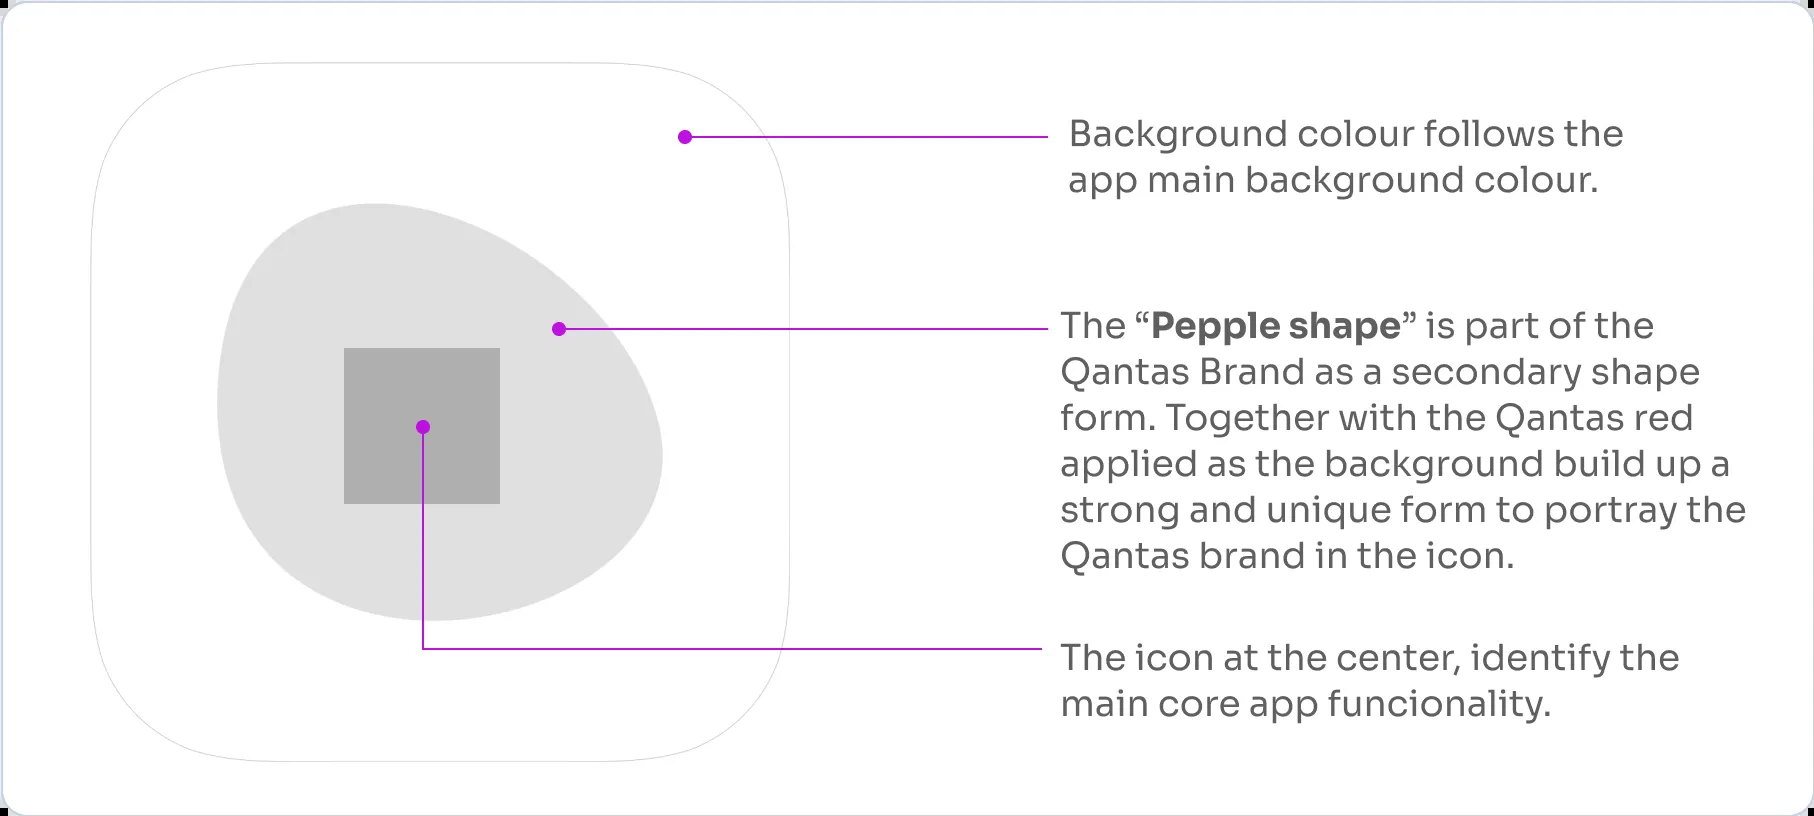 Background colour follows the
app main background colour.
The “Pepple shape” is part of the
Qantas Brand as a secondary shape
form. Together with the Qantas red
applied as the background build up a
strong and unique form to portray the
Qantas brand in the icon.
The icon at the center, identify the
main core app funcionality.